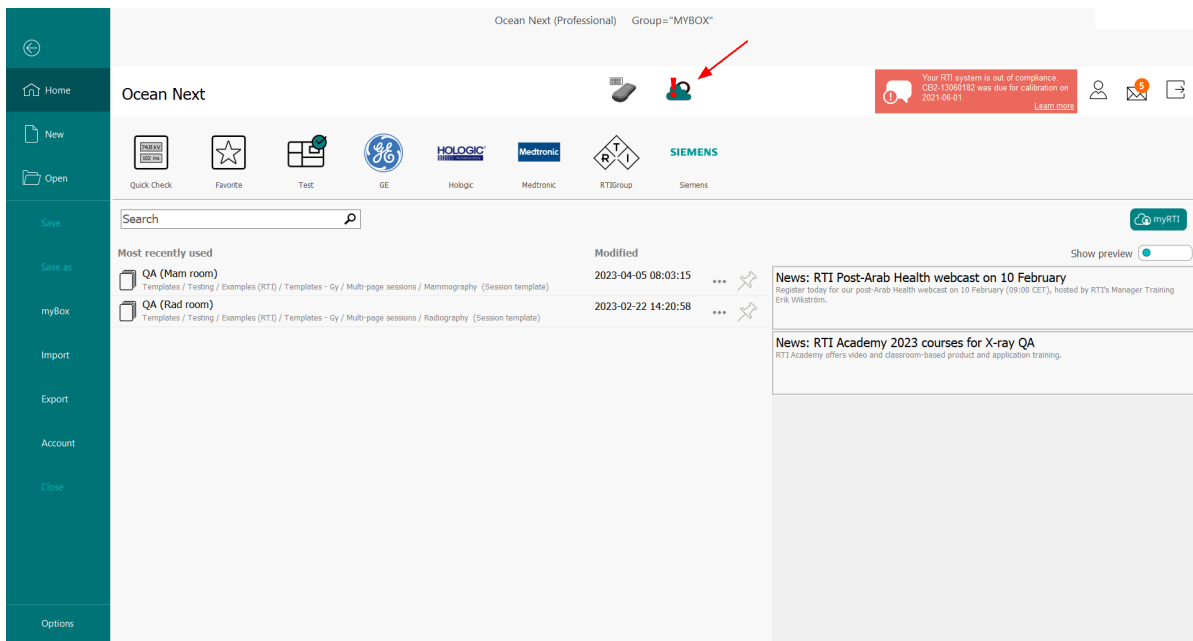 Ocean Next (Professional) Group="MYBOX"
Home
New
Open
Save
Save as
myBox
Import
Export
Account
Close
Options
Ocean Next
Your RTI system is out of compliance.
CB2-13060182 was due for calibration on
2021-06-01.
Learn more
5
74.8 kV
102 ms
HOLOGIC
Medtronic
R T I
SIEMENS
Quick Check
Favorite
Test
GE
Hologic
Medtronic
RTIGroup
Siemens
Search
myRTI
Most recently used
Modified
Show preview
QA (Mam room)
Templates / Testing / Examples (RTI) / Templates - Gy / Multi-page sessions / Mammography (Session template)
2023-04-05 08:03:15
QA (Rad room)
Templates / Testing / Examples (RTI) / Templates - Gy / Multi-page sessions / Radiography (Session template)
2023-02-22 14:20:58
News: RTI Post-Arab Health webcast on 10 February
Register today for our post-Arab Health webcast on 10 February (09:00 CET), hosted by RTI's Manager Training
Erik Wikström.
News: RTI Academy 2023 courses for X-ray QA
RTI Academy offers video and classroom-based product and application training.